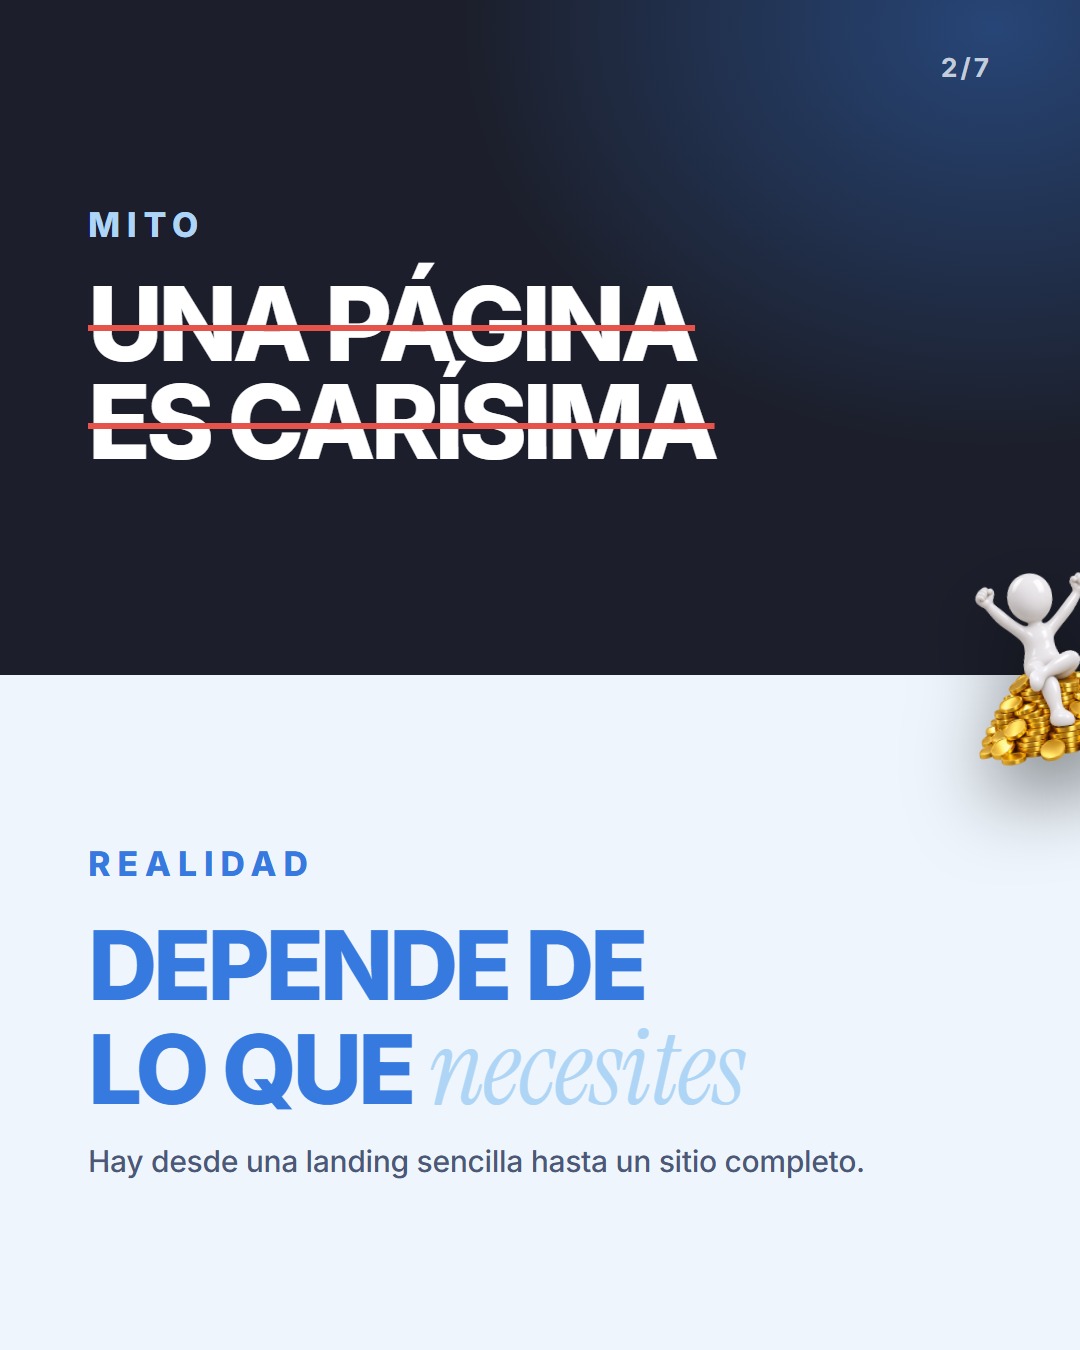 2/7
MITO
UNA PÁGINA
ES CARÍSIMA
REALIDAD
DEPENDE DE
LO QUE necesites
Hay desde una landing sencilla hasta un sitio completo.